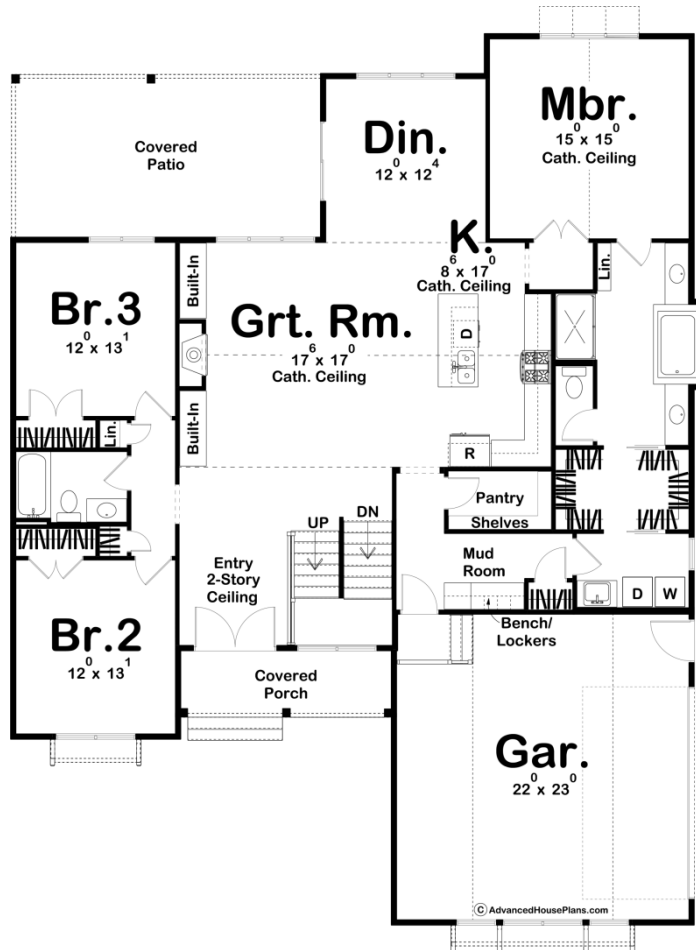 Mbr.
15⁰ x 15⁰
Cath. Ceiling
Din.
12⁰ x 12⁴
Covered
Patio
K.
8⁶ x 17⁰
Cath. Ceiling
Lin.
Built-In
Br.3
12⁰ x 13¹
Grt. Rm.
17⁶ x 17⁰
Cath. Ceiling
D
Built-In
Lin.
R
Pantry
Shelves
UP
DN
Entry
2-Story
Ceiling
Mud
Room
D
W
Bench/
Lockers
Br.2
12⁰ x 13¹
Covered
Porch
Gar.
22⁰ x 23⁰
© AdvancedHousePlans.com